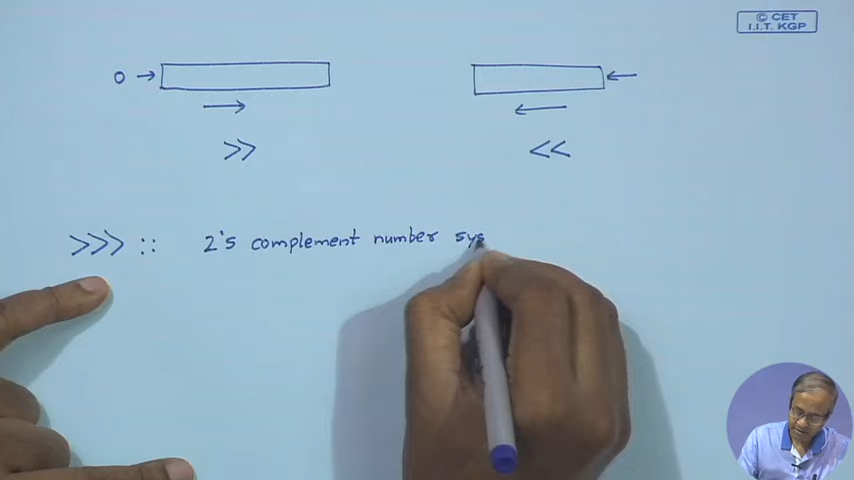 © CET
I.I.T. KGP
0 →
>> <<
>>> :: 2's complement number sys